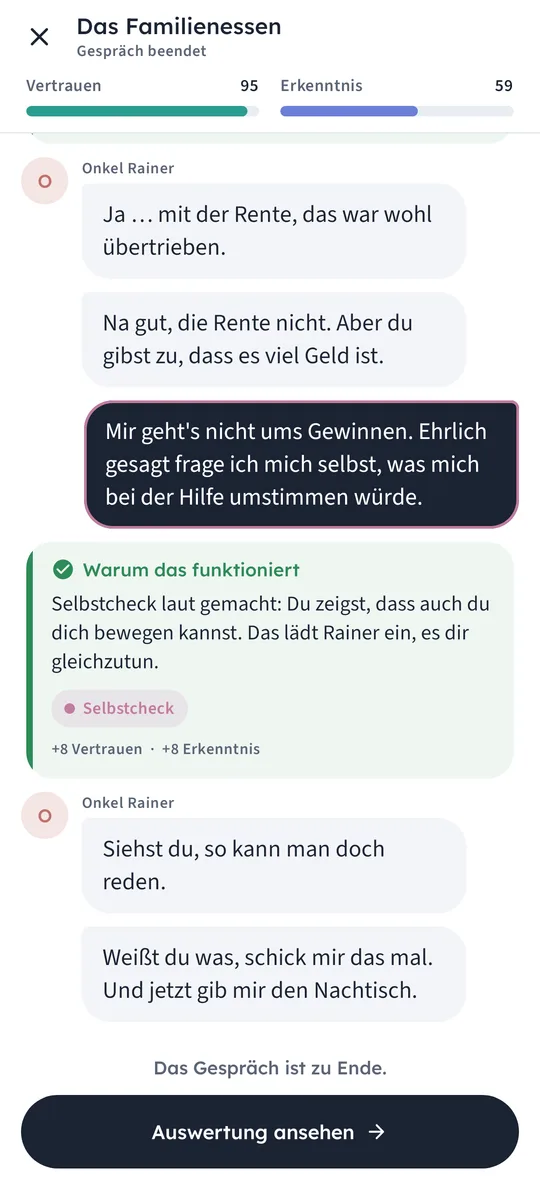 Das Familienessen
Gespräch beendet
Vertrauen 95
Erkenntnis 59
Onkel Rainer
O
Ja … mit der Rente, das war wohl
übertrieben.
Na gut, die Rente nicht. Aber du
gibst zu, dass es viel Geld ist.
Mir geht's nicht ums Gewinnen. Ehrlich
gesagt frage ich mich selbst, was mich
bei der Hilfe umstimmen würde.
Warum das funktioniert
Selbstcheck laut gemacht: Du zeigst, dass auch du
dich bewegen kannst. Das lädt Rainer ein, es dir
gleichzutun.
Selbstcheck
+8 Vertrauen · +8 Erkenntnis
Onkel Rainer
O
Siehst du, so kann man doch
reden.
Weißt du was, schick mir das mal.
Und jetzt gib mir den Nachtisch.
Das Gespräch ist zu Ende.
Auswertung ansehen →